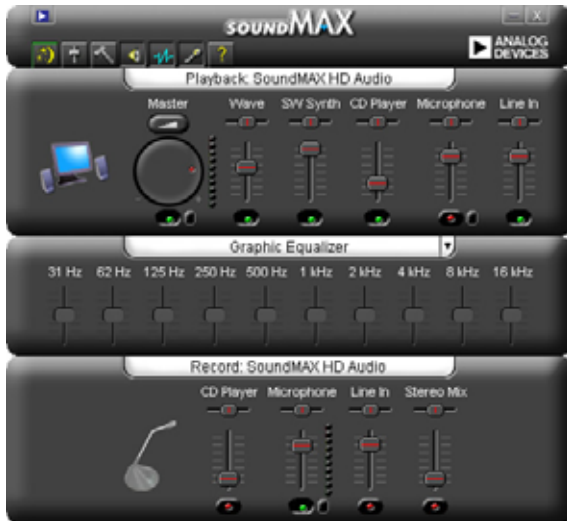 SOUNDMAX
ANALOG
DEVICES
?
Playback: SoundMAX HD Audio
Master Wave SW Synth CD Player Microphone Line In
Graphic Equalizer
31 Hz 62 Hz 125 Hz 250 Hz 500 Hz 1 kHz 2 kHz 4 kHz 8 kHz 16 kHz
Record: SoundMAX HD Audio
CD Player Microphone Line In Stereo Mix